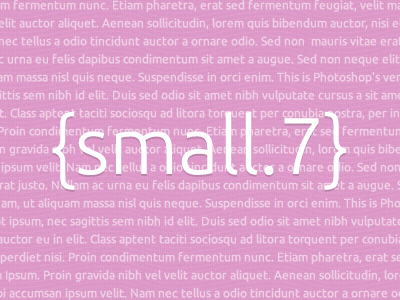 m fermentum nunc. Etiam pharetra, erat sed fermentum feugiat, velit ma
velit auctor aliquet. Aenean sollicitudin, lorem quis bibendum auctor, nisi e
nec tellus a odio tincidunt auctor a ornare odio. Sed non mauris vitae erat
c urna eu felis dapibus condimentum sit amet a augue. Sed non neque elit
am massa nisl quis neque. Suspendisse in orci enim. This is Photoshop's ver
ttis sem nibh id elit. Duis sed odio sit amet nibh vulputate cursus a sit ame
t. Class aptent taciti sociosqu ad litora torquent per conubia nostra, per in
Proin condimentum fermentum nunc. Etiam pharetra, erat sed fermentum
n gravida nibh vel velit auctor aliquet. Aenean sollicitudin, lorem quis bibe
{small.7}
ipsum velit. Nam nec tellus a odio tincidunt auctor a ornare odio. Sed non
rat justo. Nullam ac urna eu felis dapibus condimentum sit amet a augue. S
am, ut aliquam massa nisl quis neque. Suspendisse in orci enim. This is Phot
at ipsum, nec sagittis sem nibh id elit. Duis sed odio sit amet nibh vulputate
auctor eu in elit. Class aptent taciti sociosqu ad litora torquent per conubia
m ipsum. Proin condimentum fermentum nunc. Etiam pharetra, erat sed fe
psum. Proin gravida nibh vel velit auctor aliquet. Aenean sollicitudin, lor
bibendum ipsum velit. Nam nec tellus a odio tincidunt auctor a ornare odio